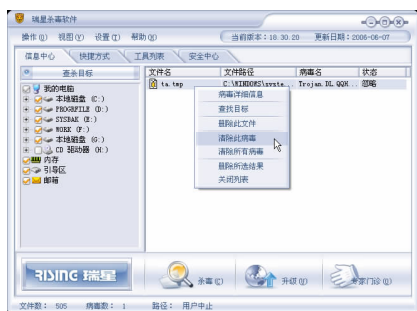 瑞星杀毒软件
操作(O) 视图(V) 设置(I) 帮助(H) 当前版本：18.30.20 更新日期：2006-06-07
信息中心 快捷方式 工具列表 安全中心
查杀目标 文件名 文件路径 病毒名 状态
我的电脑 ta.tmp C:\WINDOWS\syste... Trojan.DL.QQH... 忽略
本地磁盘 (C:)
PROGFILE (D:)
SYSBAK (E:)
WORK (F:)
本地磁盘 (G:)
CD 驱动器 (H:)
内存
引导区
邮箱
病毒详细信息
查找目标
删除此文件
清除此病毒
清除所有病毒
删除所选结果
关闭列表
RISING 瑞星 杀毒(C) 升级(U) 专家门诊(Q)
文件数： 505 病毒数： 1 路径： 用户中止